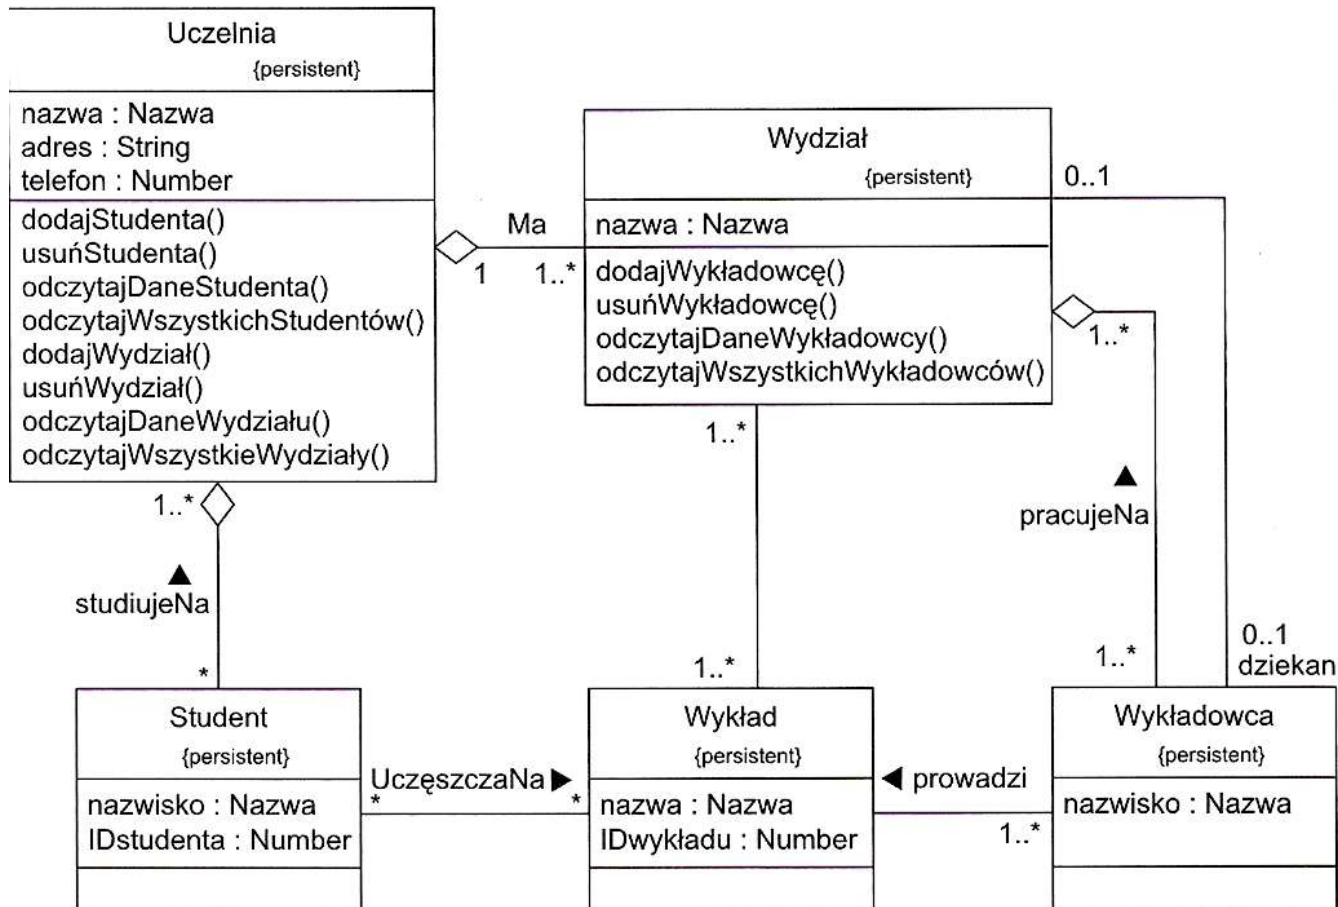 Uczelnia
{persistent}
nazwa : Nazwa
adres : String
telefon : Number
dodajStudenta()
usuńStudenta()
odczytajDaneStudenta()
odczytajWszystkichStudentów()
dodajWydział()
usuńWydział()
odczytajDaneWydziału()
odczytajWszystkieWydziały()
Ma
1
1..*
Wydział
{persistent}
nazwa : Nazwa
dodajWykładowcę()
usuńWykładowcę()
odczytajDaneWykładowcy()
odczytajWszystkichWykładowców()
0..1
1..*
1..*
▲
pracujeNa
1..*
▲
studiujeNa
*
1..*
1..*
0..1
dziekan
Student
{persistent}
nazwisko : Nazwa
IDstudenta : Number
UczęszczaNa ▶
*
*
Wykład
{persistent}
nazwa : Nazwa
IDwykładu : Number
◀ prowadzi
1..*
Wykładowca
{persistent}
nazwisko : Nazwa